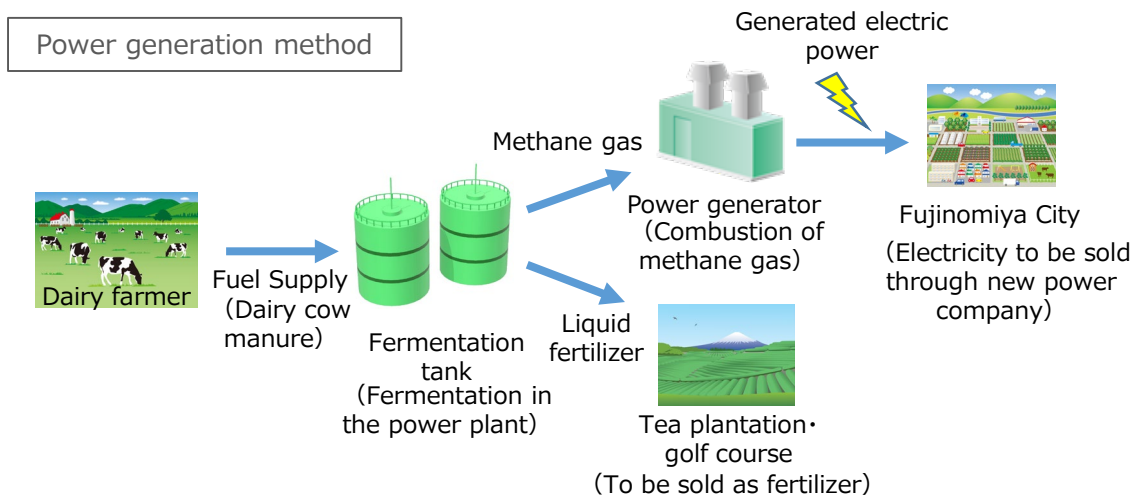 Power generation method
Generated electric
power
Methane gas
Dairy farmer
Fuel Supply
（Dairy cow
manure）
Fermentation
tank
（Fermentation in
the power plant）
Power generator
（Combustion of
methane gas）
Fujinomiya City
（Electricity to be sold
through new power
company）
Liquid
fertilizer
Tea plantation・
golf course
（To be sold as fertilizer）